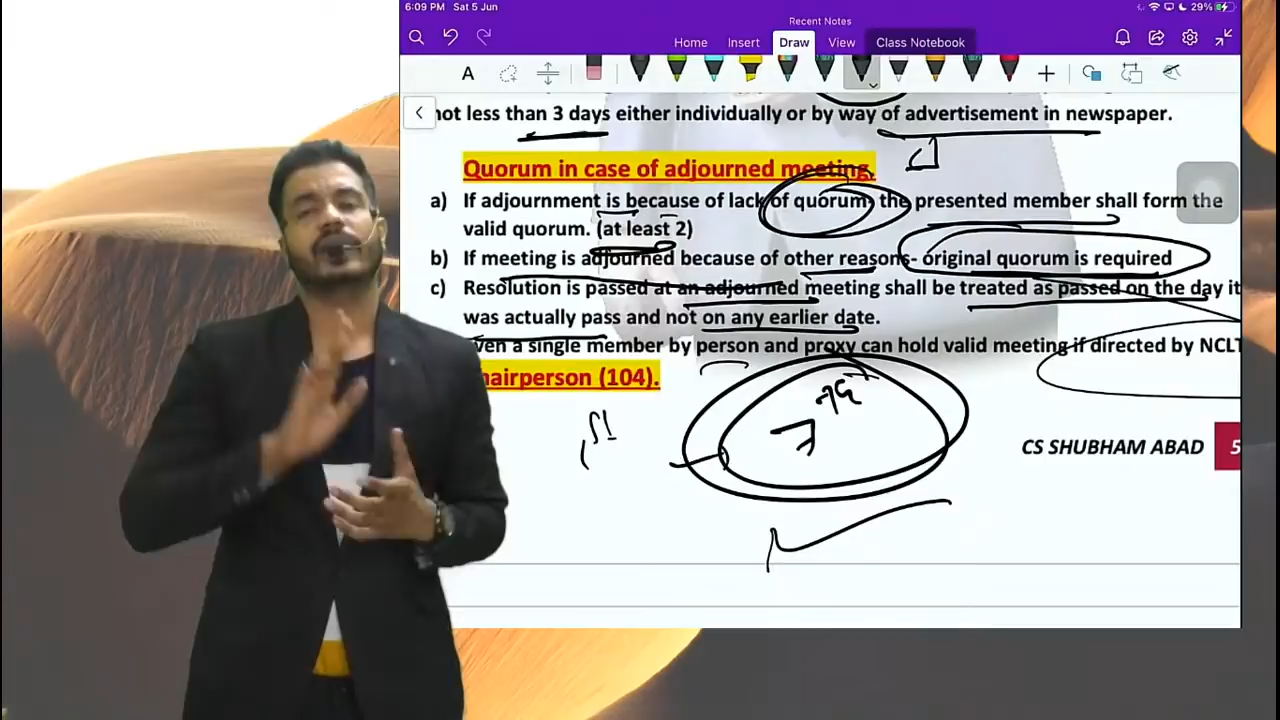 6:09 PM Sat 5 Jun
29%
Recent Notes
Home Insert Draw View Class Notebook
A
not less than 3 days either individually or by way of advertisement in newspaper.
Quorum in case of adjourned meeting.
a) If adjournment is because of lack of quorum the presented member shall form the
valid quorum. (at least 2)
b) If meeting is adjourned because of other reasons- original quorum is required
c) Resolution is passed at an adjourned meeting shall be treated as passed on the day it
was actually pass and not on any earlier date.
a single member by person and proxy can hold valid meeting if directed by NCLT
(104).
7
CS SHUBHAM ABAD 5